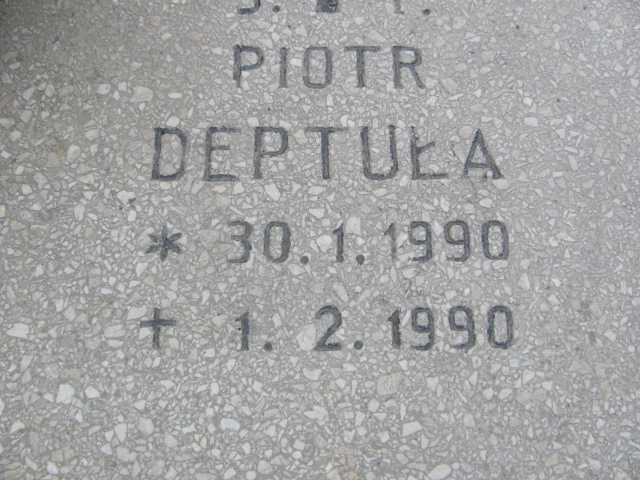 PIOTR
DEPTUŁA
* 30.1.1990
† 1.2.1990